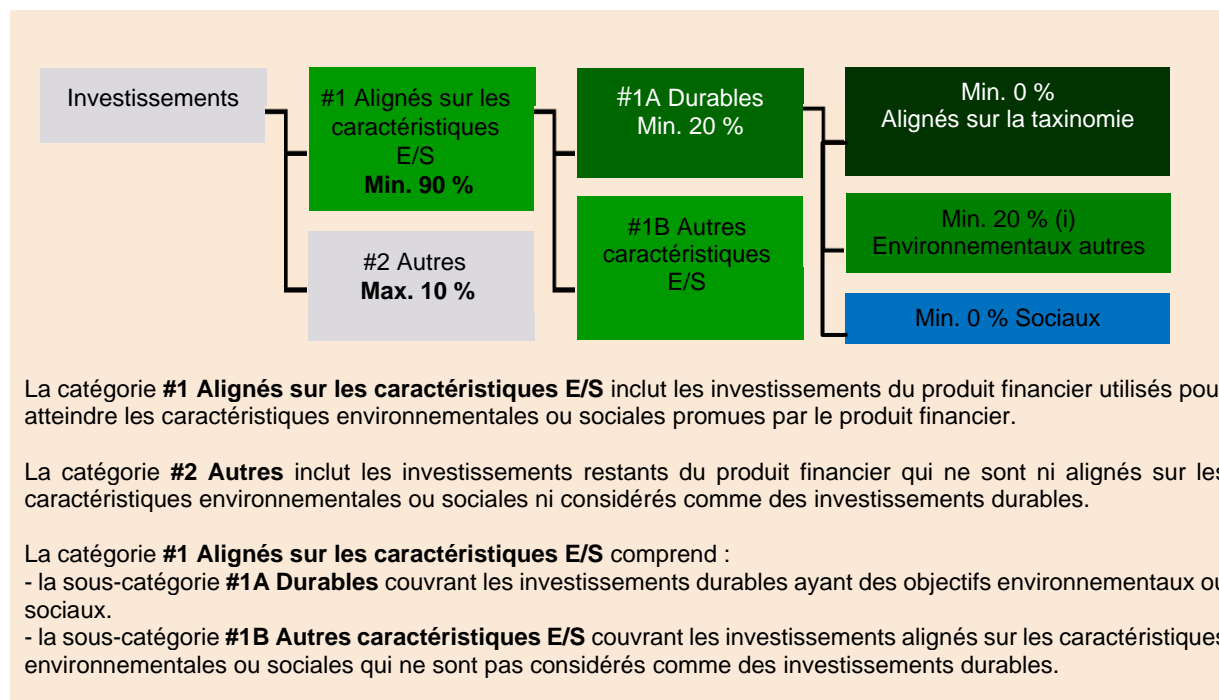 Investissements
#1 Alignés sur les
caractéristiques
E/S
Min. 90 %
#2 Autres
Max. 10 %
#1A Durables
Min. 20 %
#1B Autres
caractéristiques
E/S
Min. 0 %
Alignés sur la taxinomie
Min. 20 % (i)
Environnementaux autres
Min. 0 % Sociaux
La catégorie #1 Alignés sur les caractéristiques E/S inclut les investissements du produit financier utilisés pou
atteindre les caractéristiques environnementales ou sociales promues par le produit financier.
La catégorie #2 Autres inclut les investissements restants du produit financier qui ne sont ni alignés sur les
caractéristiques environnementales ou sociales ni considérés comme des investissements durables.
La catégorie #1 Alignés sur les caractéristiques E/S comprend :
- la sous-catégorie #1A Durables couvrant les investissements durables ayant des objectifs environnementaux ou
sociaux.
- la sous-catégorie #1B Autres caractéristiques E/S couvrant les investissements alignés sur les caractéristiques
environnementales ou sociales qui ne sont pas considérés comme des investissements durables.